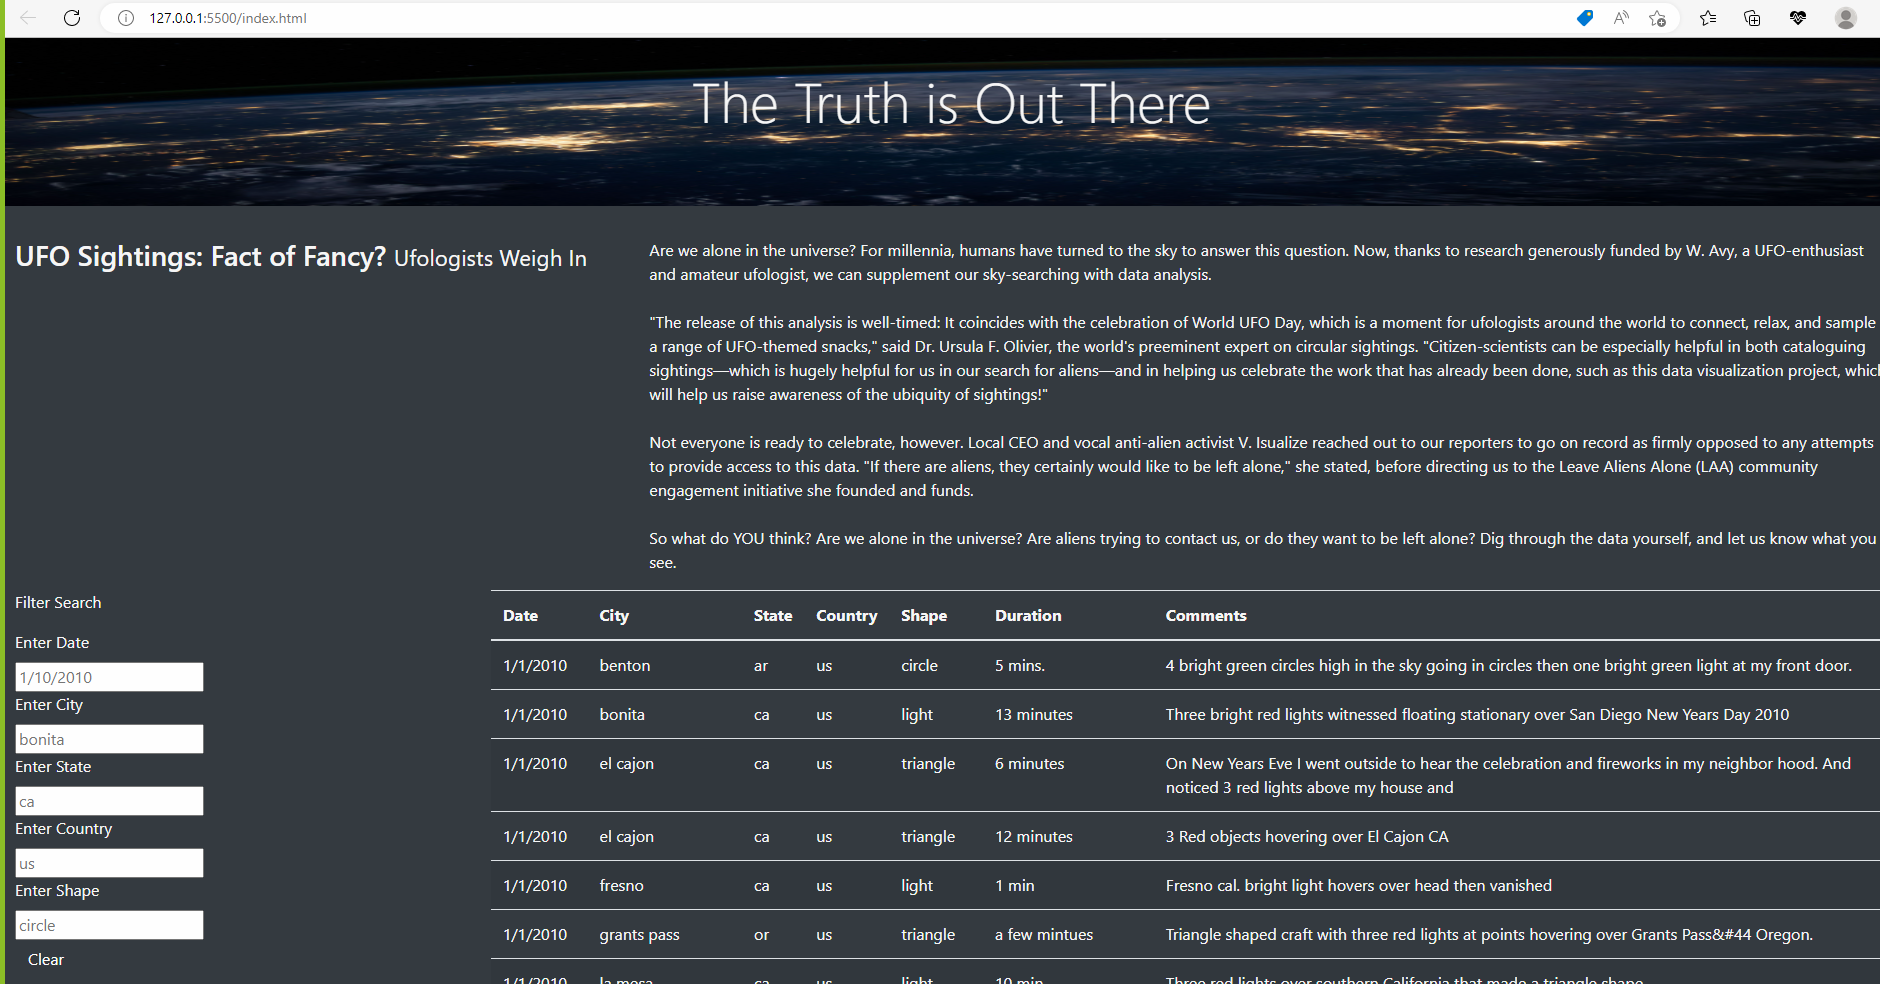 127.0.0.1:5500/index.html
The Truth is Out There
UFO Sightings: Fact of Fancy? Ufologists Weigh In
Are we alone in the universe? For millennia, humans have turned to the sky to answer this question. Now, thanks to research generously funded by W. Avy, a UFO-enthusiast
and amateur ufologist, we can supplement our sky-searching with data analysis.
"The release of this analysis is well-timed: It coincides with the celebration of World UFO Day, which is a moment for ufologists around the world to connect, relax, and sample
a range of UFO-themed snacks," said Dr. Ursula F. Olivier, the world's preeminent expert on circular sightings. "Citizen-scientists can be especially helpful in both cataloguing
sightings—which is hugely helpful for us in our search for aliens—and in helping us celebrate the work that has already been done, such as this data visualization project, which
will help us raise awareness of the ubiquity of sightings!"
Not everyone is ready to celebrate, however. Local CEO and vocal anti-alien activist V. Isualize reached out to our reporters to go on record as firmly opposed to any attempts
to provide access to this data. "If there are aliens, they certainly would like to be left alone," she stated, before directing us to the Leave Aliens Alone (LAA) community
engagement initiative she founded and funds.
So what do YOU think? Are we alone in the universe? Are aliens trying to contact us, or do they want to be left alone? Dig through the data yourself, and let us know what you
see.
Filter Search
Enter Date
1/10/2010
Enter City
bonita
Enter State
ca
Enter Country
us
Enter Shape
circle
Clear
Date City State Country Shape Duration Comments
1/1/2010 benton ar us circle 5 mins. 4 bright green circles high in the sky going in circles then one bright green light at my front door.
1/1/2010 bonita ca us light 13 minutes Three bright red lights witnessed floating stationary over San Diego New Years Day 2010
1/1/2010 el cajon ca us triangle 6 minutes On New Years Eve I went outside to hear the celebration and fireworks in my neighbor hood. And
noticed 3 red lights above my house and
1/1/2010 el cajon ca us triangle 12 minutes 3 Red objects hovering over El Cajon CA
1/1/2010 fresno ca us light 1 min Fresno cal. bright light hovers over head then vanished
1/1/2010 grants pass or us triangle a few mintues Triangle shaped craft with three red lights at points hovering over Grants Pass&#44 Oregon.
1/1/2010 la mesa ca us light 10 min Three red lights over southern California that made a triangle shape